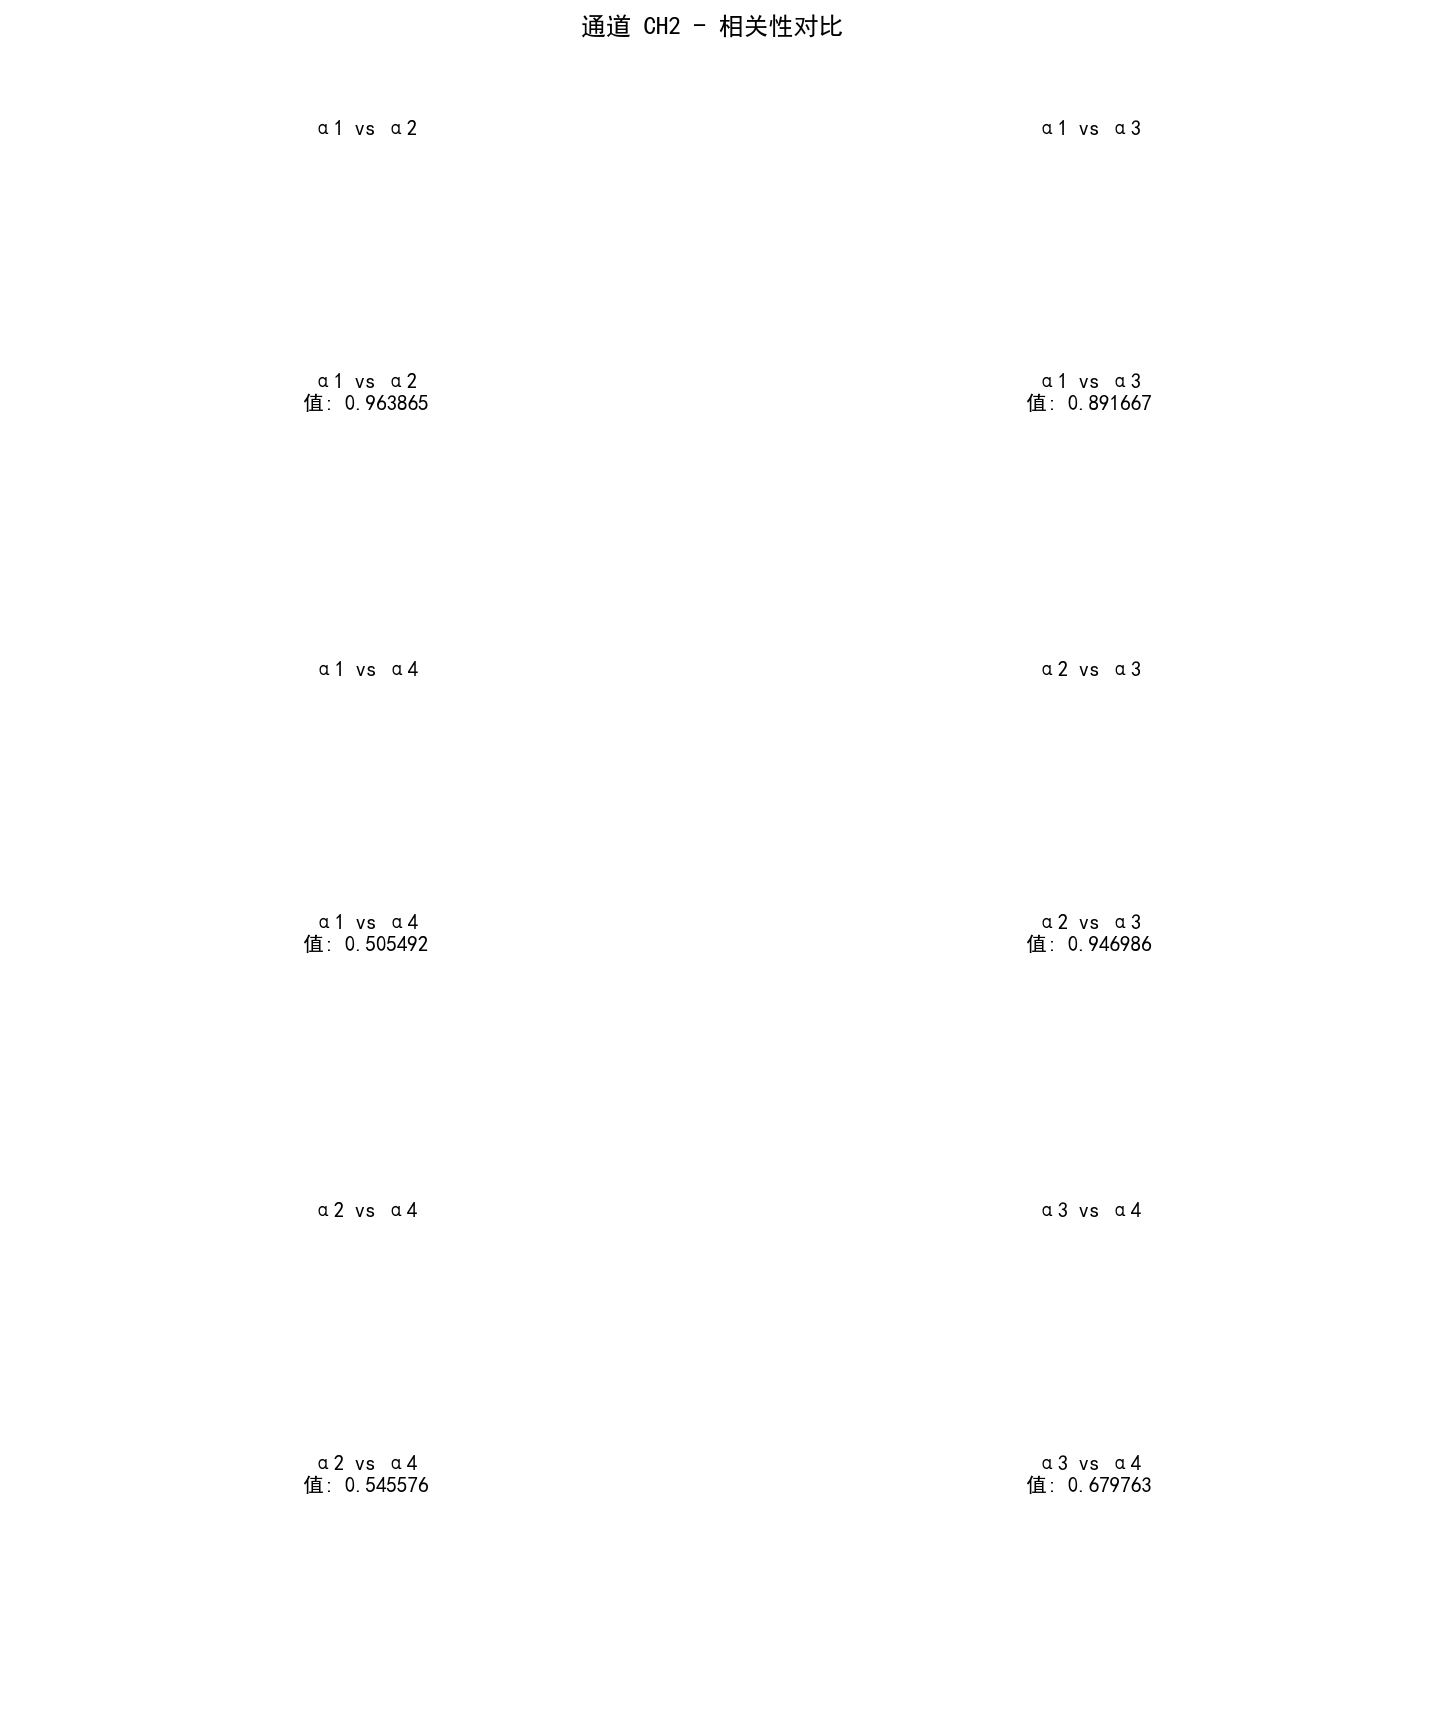 通道 CH2 - 相关性对比
α1 vs α2
α1 vs α3
α1 vs α2
值: 0.963865
α1 vs α3
值: 0.891667
α1 vs α4
α2 vs α3
α1 vs α4
值: 0.505492
α2 vs α3
值: 0.946986
α2 vs α4
α3 vs α4
α2 vs α4
值: 0.545576
α3 vs α4
值: 0.679763